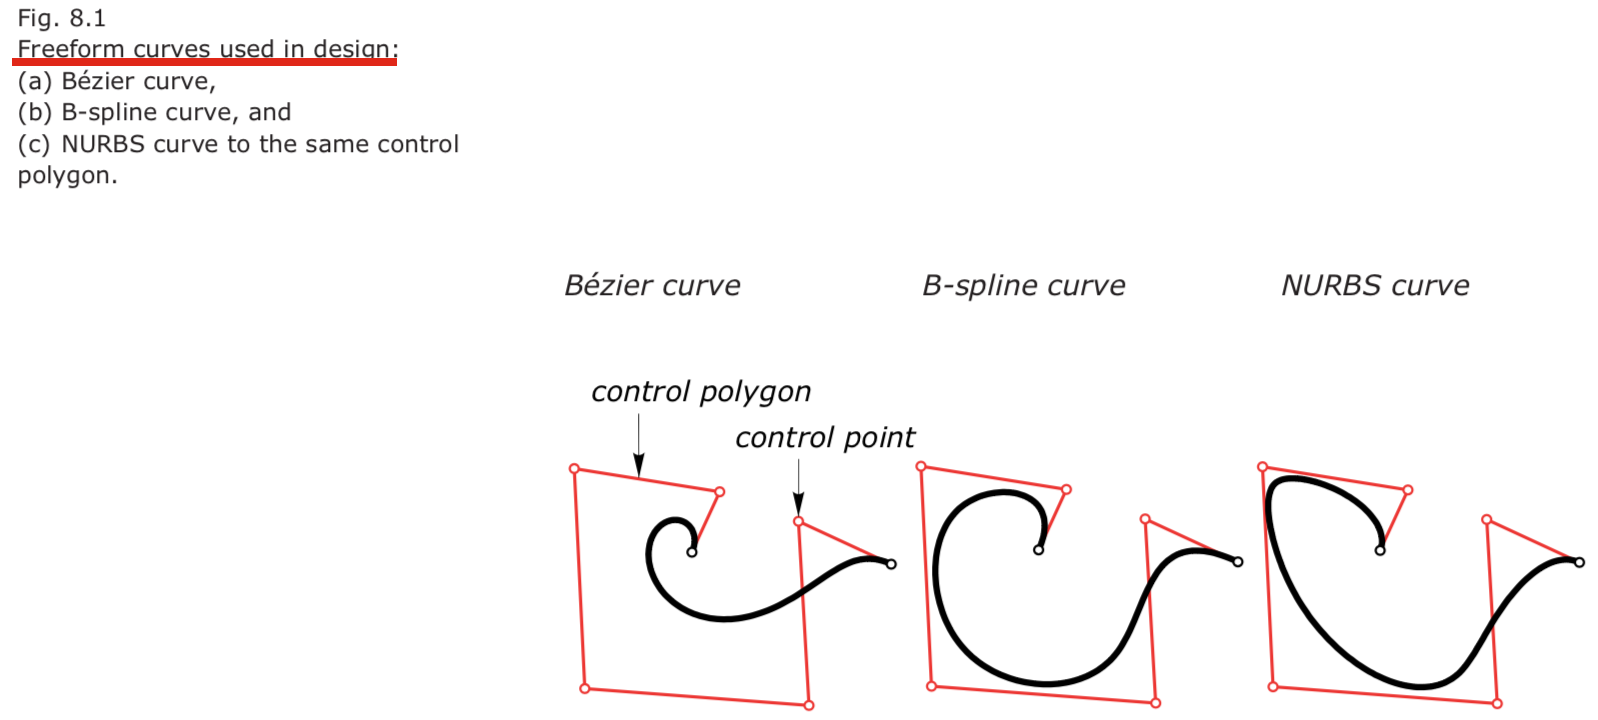 Fig. 8.1
Freeform curves used in design:
(a) Bézier curve,
(b) B-spline curve, and
(c) NURBS curve to the same control
polygon.
Bézier curve
B-spline curve
NURBS curve
control polygon
control point